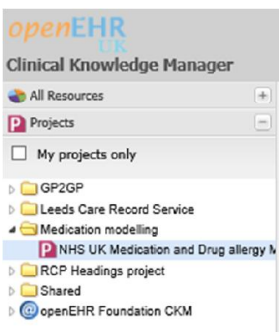 openEHR
UK
Clinical Knowledge Manager
All Resources
Projects
My projects only
GP2GP
Leeds Care Record Service
Medication modelling
NHS UK Medication and Drug allergy M
RCP Headings project
Shared
openEHR Foundation CKM